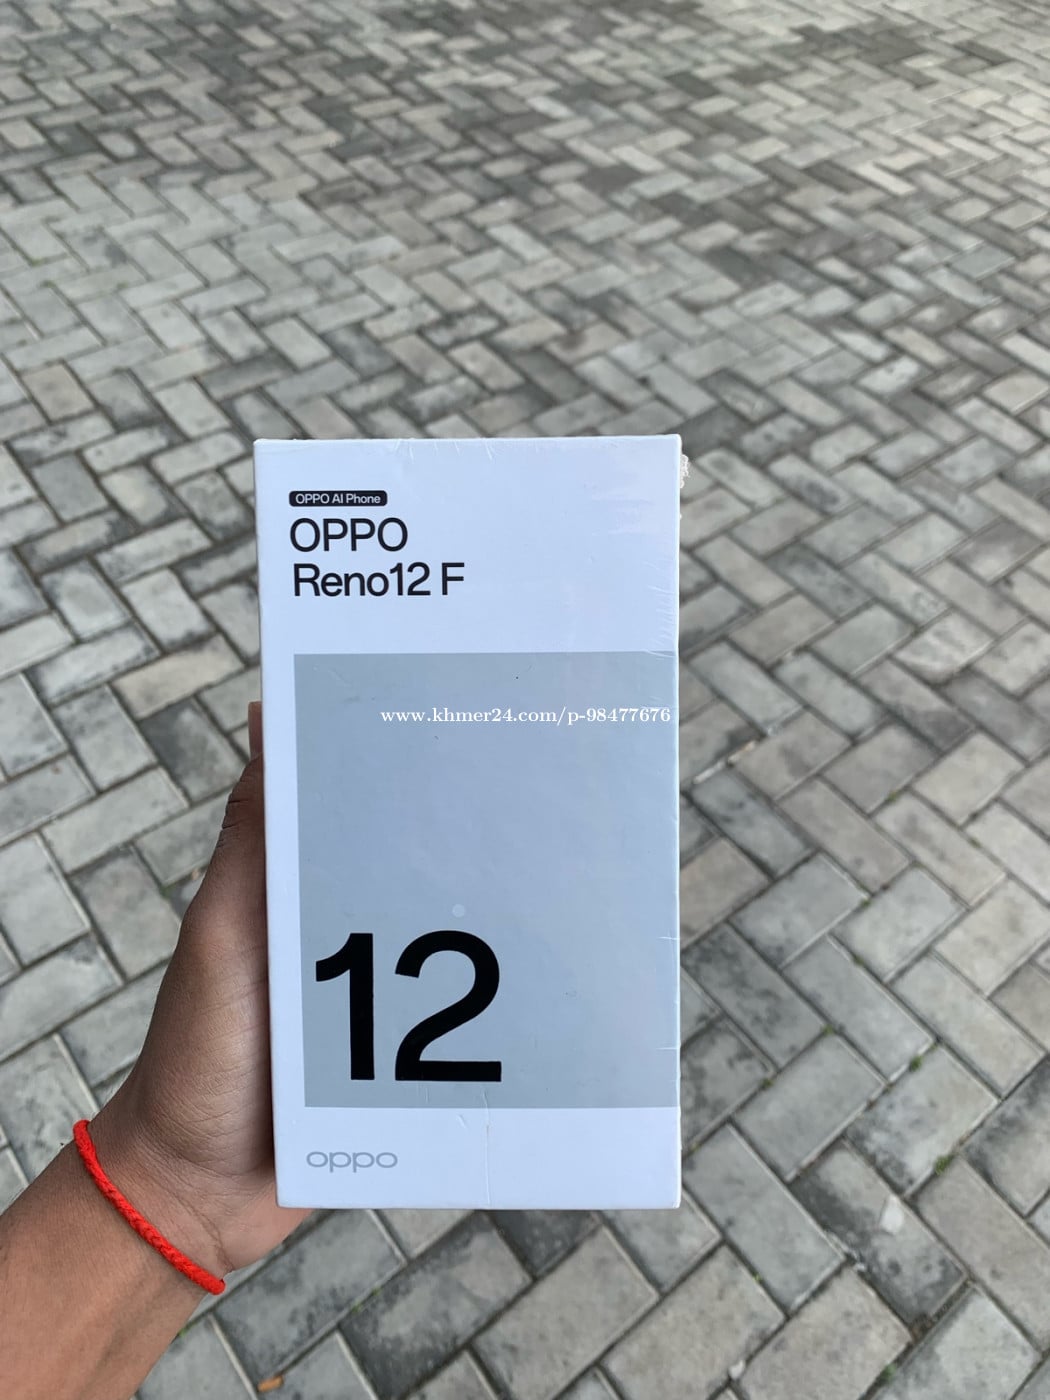 OPPO AI Phone
OPPO
Reno12 F
www.khmer24.com/p-98477676
12
oppo